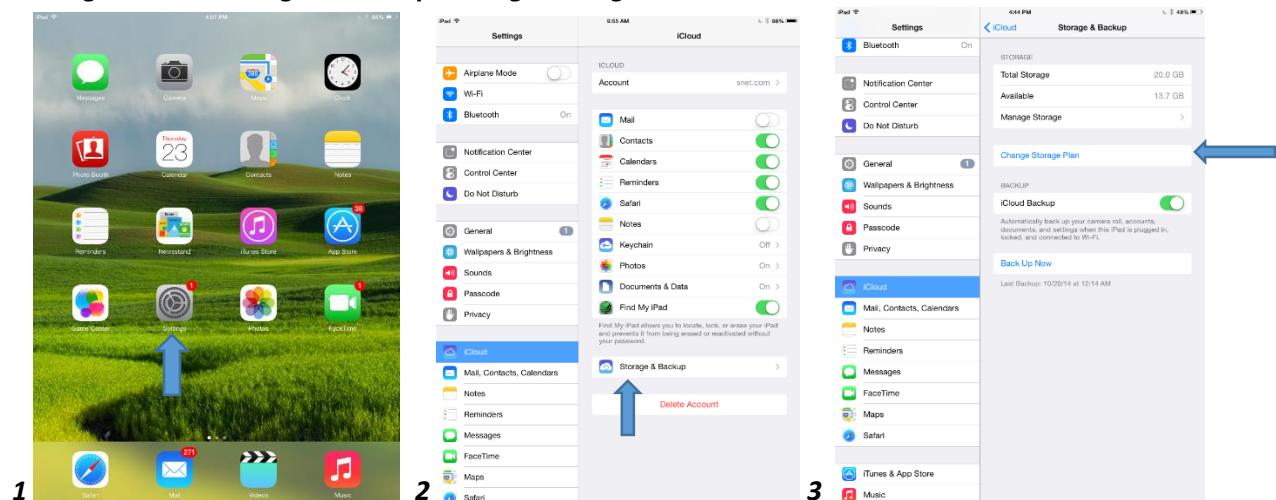 iPad
4:07 PM
86%
Messages
Camera
Maps
Clock
280
Thursday
23
Photo Booth
Calendar
Contacts
Notes
38
Reminders
Newsstand
iTunes Store
App Store
1
1
Game Center
Settings
Photos
FaceTime
271
Safari
Mail
Videos
Music
1
iPad
9:55 AM
98%
Settings
iCloud
Airplane Mode
Wi-Fi
Bluetooth On
Notification Center
Control Center
Do Not Disturb
General 1
Wallpapers & Brightness
Sounds
Passcode
Privacy
iCloud
Mail, Contacts, Calendars
Notes
Reminders
Messages
FaceTime
Maps
Safari
ICLOUD
Account snet.com >
Mail
Contacts
Calendars
Reminders
Safari
Notes
Keychain Off >
Photos On >
Documents & Data On >
Find My iPad
Find My iPad allows you to locate, lock, or erase your iPad
and prevents it from being erased or reactivated without
your password.
Storage & Backup >
Delete Account
2
iPad
4:44 PM
48%
Settings
< iCloud
Storage & Backup
Bluetooth On
Notification Center
Control Center
Do Not Disturb
General 1
Wallpapers & Brightness
Sounds
Passcode
Privacy
iCloud
Mail, Contacts, Calendars
Notes
Reminders
Messages
FaceTime
Maps
Safari
iTunes & App Store
Music
STORAGE
Total Storage 20.0 GB
Available 13.7 GB
Manage Storage >
Change Storage Plan
BACKUP
iCloud Backup
Automatically back up your camera roll, accounts,
documents, and settings when this iPad is plugged in,
locked, and connected to Wi-Fi.
Back Up Now
Last Backup: 10/20/14 at 12:14 AM
3